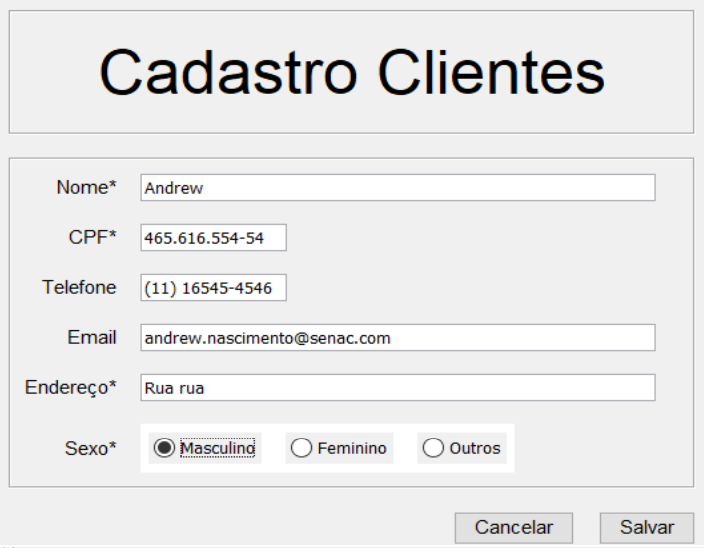 Cadastro Clientes
Nome* Andrew
CPF* 465.616.554-54
Telefone (11) 16545-4546
Email andrew.nascimento@senac.com
Endereço* Rua rua
Sexo* Masculino Feminino Outros
Cancelar Salvar